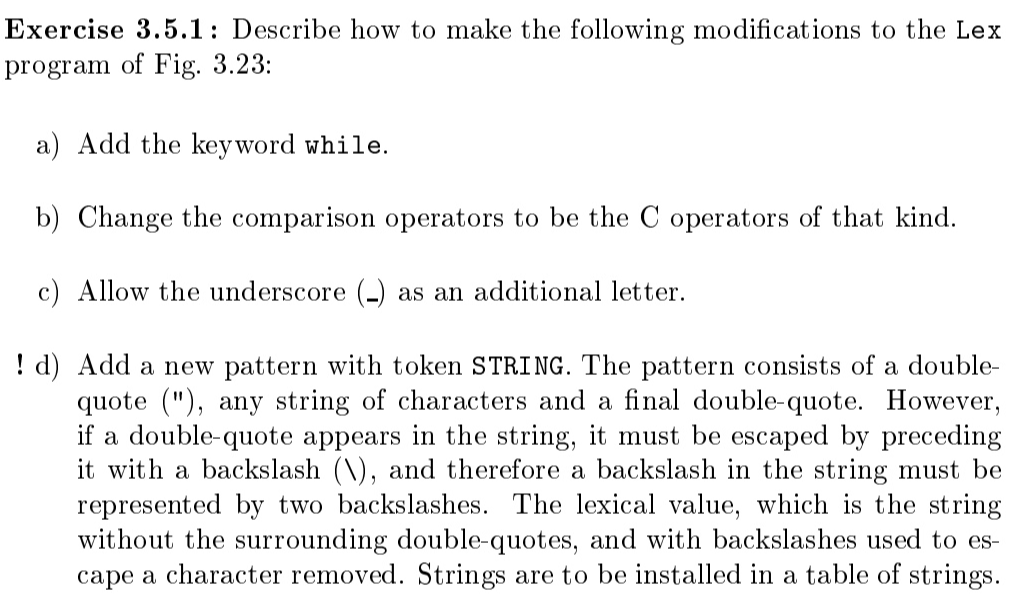 Exercise 3.5.1: Describe how to make the following modifications to the Lex
program of Fig. 3.23:
a) Add the keyword while.
b) Change the comparison operators to be the C operators of that kind.
c) Allow the underscore (_) as an additional letter.
! d) Add a new pattern with token STRING. The pattern consists of a double-
quote ("), any string of characters and a final double-quote. However,
if a double-quote appears in the string, it must be escaped by preceding
it with a backslash (\), and therefore a backslash in the string must be
represented by two backslashes. The lexical value, which is the string
without the surrounding double-quotes, and with backslashes used to es-
cape a character removed. Strings are to be installed in a table of strings.